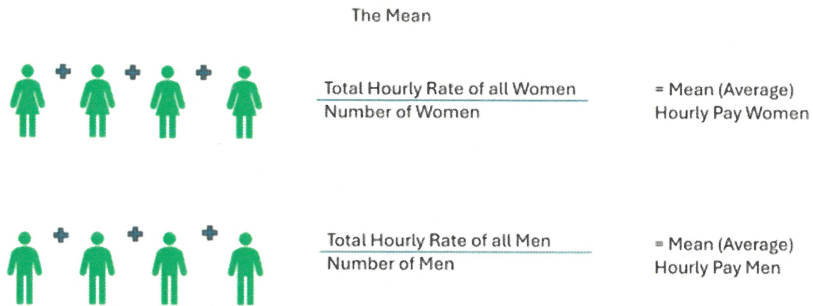 The Mean
Total Hourly Rate of all Women
Number of Women
= Mean (Average)
Hourly Pay Women
Total Hourly Rate of all Men
Number of Men
= Mean (Average)
Hourly Pay Men